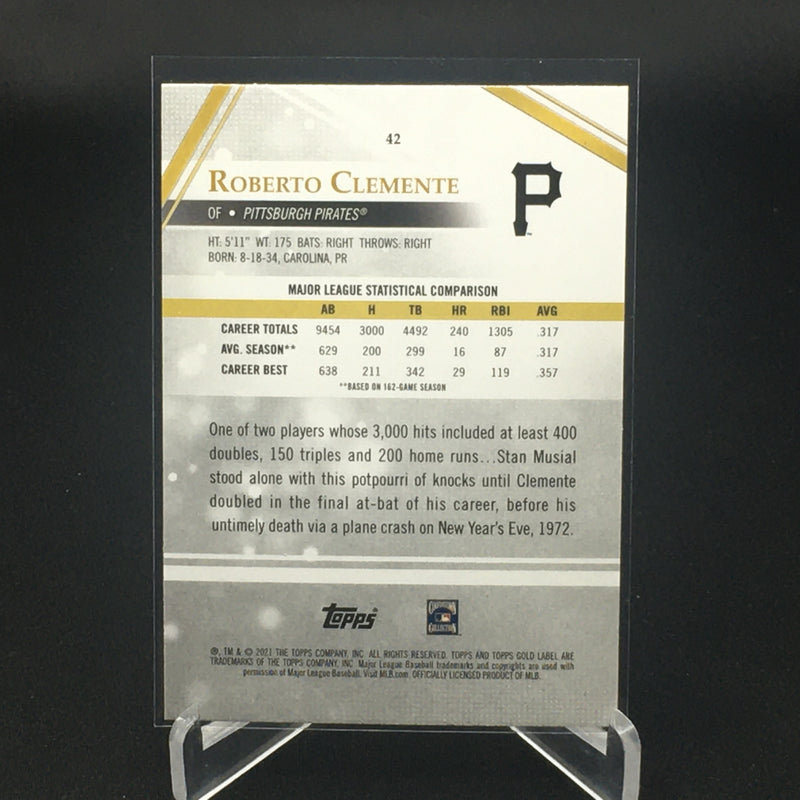 42
ROBERTO CLEMENTE
P
OF • PITTSBURGH PIRATES®
HT: 5'11" WT: 175 BATS: RIGHT THROWS: RIGHT
BORN: 8-18-34, CAROLINA, PR
MAJOR LEAGUE STATISTICAL COMPARISON
AB H TB HR RBI AVG
CAREER TOTALS 9454 3000 4492 240 1305 .317
AVG. SEASON** 629 200 299 16 87 .317
CAREER BEST 638 211 342 29 119 .357
**BASED ON 162-GAME SEASON
One of two players whose 3,000 hits included at least 400
doubles, 150 triples and 200 home runs...Stan Musial
stood alone with this potpourri of knocks until Clemente
doubled in the final at-bat of his career, before his
untimely death via a plane crash on New Year's Eve, 1972.
topps
COOPERSTOWN COLLECTION
®, TM & © 2021 THE TOPPS COMPANY, INC. ALL RIGHTS RESERVED. TOPPS AND TOPPS GOLD LABEL ARE
TRADEMARKS OF THE TOPPS COMPANY, INC. Major League Baseball trademarks and copyrights are used with
permission of Major League Baseball. Visit MLB.com. OFFICIALLY LICENSED PRODUCT OF MLB.